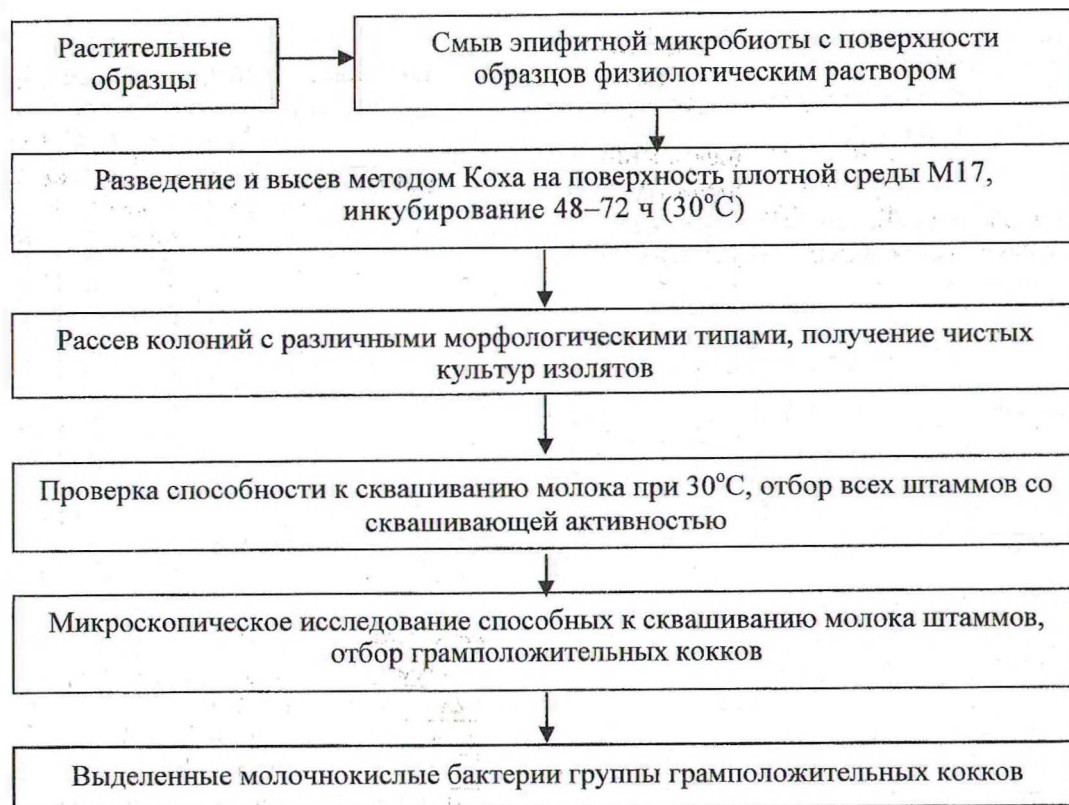 Растительные
образцы
Смыв эпифитной микробиоты с поверхности
образцов физиологическим раствором
Разведение и высев методом Коха на поверхность плотной среды М17,
инкубирование 48–72 ч (30°С)
Рассев колоний с различными морфологическими типами, получение чистых
культур изолятов
Проверка способности к сквашиванию молока при 30°С, отбор всех штаммов со
сквашивающей активностью
Микроскопическое исследование способных к сквашиванию молока штаммов,
отбор грамположительных кокков
Выделенные молочнокислые бактерии группы грамположительных кокков